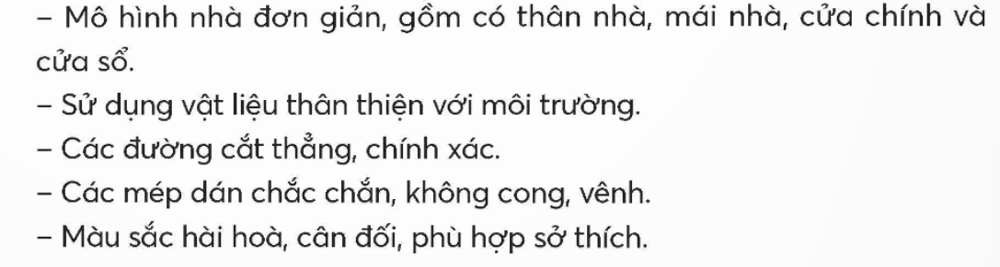 – Mô hình nhà đơn giản, gồm có thân nhà, mái nhà, cửa chính và
cửa sổ.
– Sử dụng vật liệu thân thiện với môi trường.
– Các đường cắt thẳng, chính xác.
– Các mép dán chắc chắn, không cong, vênh.
– Màu sắc hài hoà, cân đối, phù hợp sở thích.